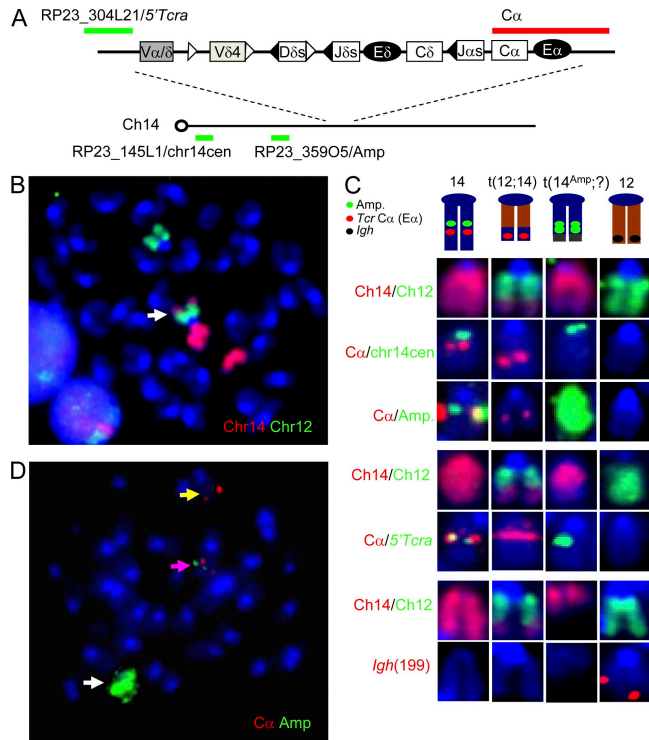 A
RP23_304L21/5'Tcra
Cα
Vα/δ Vδ4 Dδs Jδs Eδ Cδ Jαs Cα Eα
Ch14
RP23_145L1/chr14cen RP23_359O5/Amp
B
Chr14 Chr12
C
14 t(12;14) t(14Amp;?) 12
Amp.
Tcr Cα (Eα)
Igh
Ch14/Ch12
Cα/chr14cen
Cα/Amp.
Ch14/Ch12
Cα/5'Tcra
Ch14/Ch12
Igh(199)
D
Cα Amp